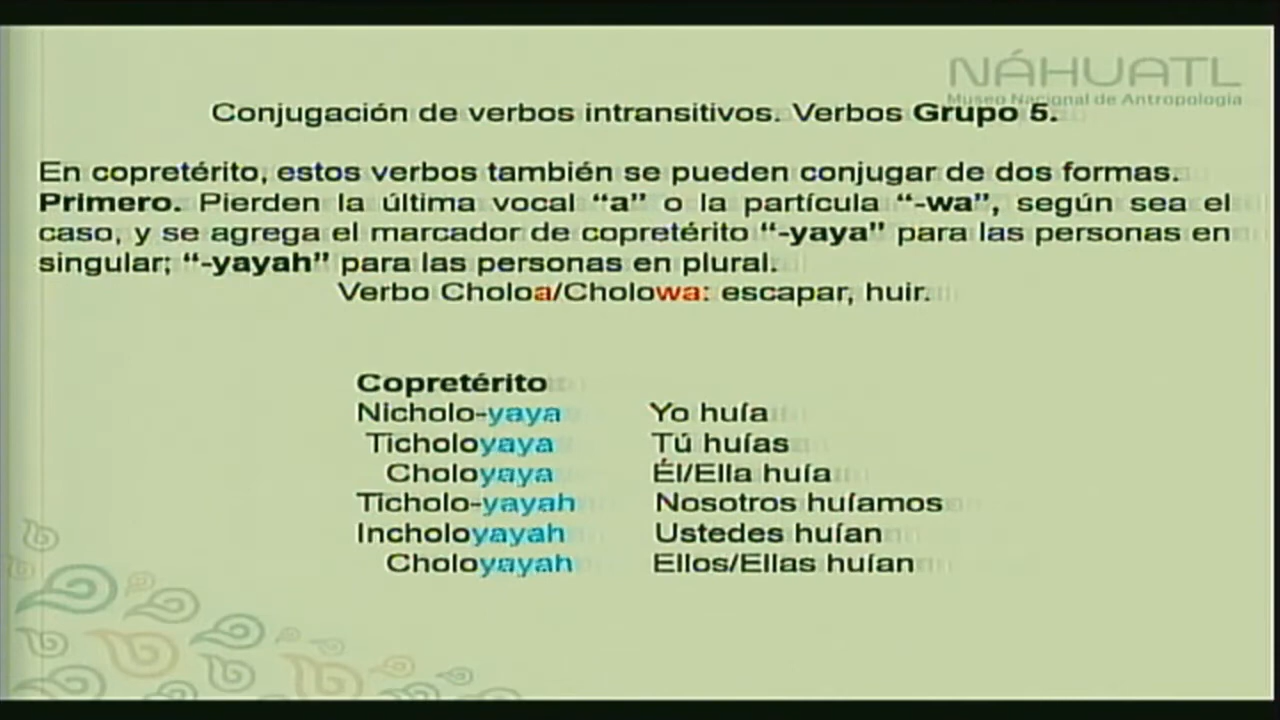 NÁHUATL
Museo Nacional de Antropología
Conjugación de verbos intransitivos. Verbos Grupo 5.
En copretérito, estos verbos también se pueden conjugar de dos formas.
Primero. Pierden la última vocal “a” o la partícula “-wa”, según sea el
caso, y se agrega el marcador de copretérito “-yaya” para las personas en
singular; “-yayah” para las personas en plural.
Verbo Choloa/Cholowa: escapar, huir.
Copretérito
Nicholo-yaya Yo huía
Ticholoyaya Tú huías
Choloyaya Él/Ella huía
Ticholo-yayah Nosotros huíamos
Incholoyayah Ustedes huían
Choloyayah Ellos/Ellas huían